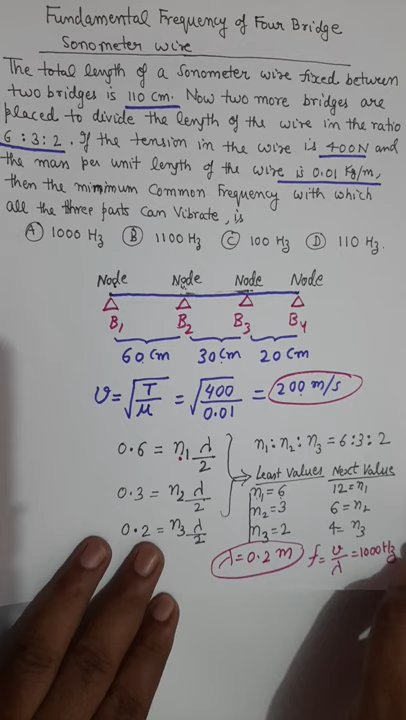 Fundamental Frequency of Four Bridge
Sonometer wire
The total length of a Sonometer wire fixed between
two bridges is 110 cm. Now two more bridges are
placed to divide the length of the wire in the ratio
6 : 3 : 2. If the tension in the wire is 400N and
the mass per unit length of the wire is 0.01 Kg/m,
then the minimum Common Frequency with which
all the three parts Can Vibrate, is
(A) 1000 Hz (B) 1100 Hz (C) 100 Hz (D) 110 Hz.
Node Node Node Node
B1 B2 B3 B4
60 Cm 30 Cm 20 Cm
v = √(T/μ) = √(400/0.01) = 200 m/s
0.6 = n1 λ/2
n1 : n2 : n3 = 6 : 3 : 2
Least Values Next Value
n1 = 6 12 = n1
0.3 = n2 λ/2
n2 = 3 6 = n2
n3 = 2 4 = n3
0.2 = n3 λ/2
λ = 0.2 m f = v/λ = 1000 Hz